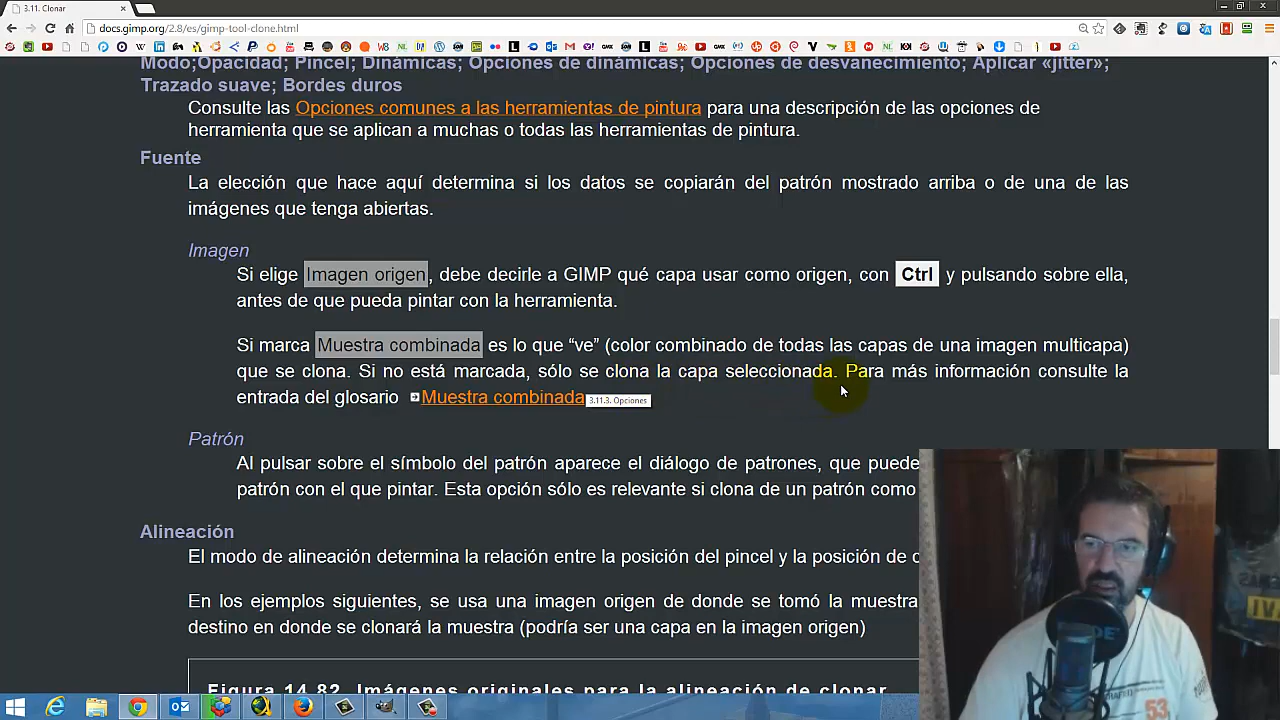 3.11. Clonar
docs.gimp.org/2.8/es/gimp-tool-clone.html
Modo;Opacidad; Pincel; Dinámicas; Opciones de dinámicas; Opciones de desvanecimiento; Aplicar «jitter»;
Trazado suave; Bordes duros
Consulte las Opciones comunes a las herramientas de pintura para una descripción de las opciones de
herramienta que se aplican a muchas o todas las herramientas de pintura.
Fuente
La elección que hace aquí determina si los datos se copiarán del patrón mostrado arriba o de una de las
imágenes que tenga abiertas.
Imagen
Si elige Imagen origen, debe decirle a GIMP qué capa usar como origen, con Ctrl y pulsando sobre ella,
antes de que pueda pintar con la herramienta.
Si marca Muestra combinada es lo que “ve” (color combinado de todas las capas de una imagen multicapa)
que se clona. Si no está marcada, sólo se clona la capa seleccionada. Para más información consulte la
entrada del glosario Muestra combinada
3.11.3. Opciones
Patrón
Al pulsar sobre el símbolo del patrón aparece el diálogo de patrones, que puede
patrón con el que pintar. Esta opción sólo es relevante si clona de un patrón como
Alineación
El modo de alineación determina la relación entre la posición del pincel y la posición de
En los ejemplos siguientes, se usa una imagen origen de donde se tomó la muestra
destino en donde se clonará la muestra (podría ser una capa en la imagen origen)
Figura 14.82. Imágenes originales para la alineación de clonar
53